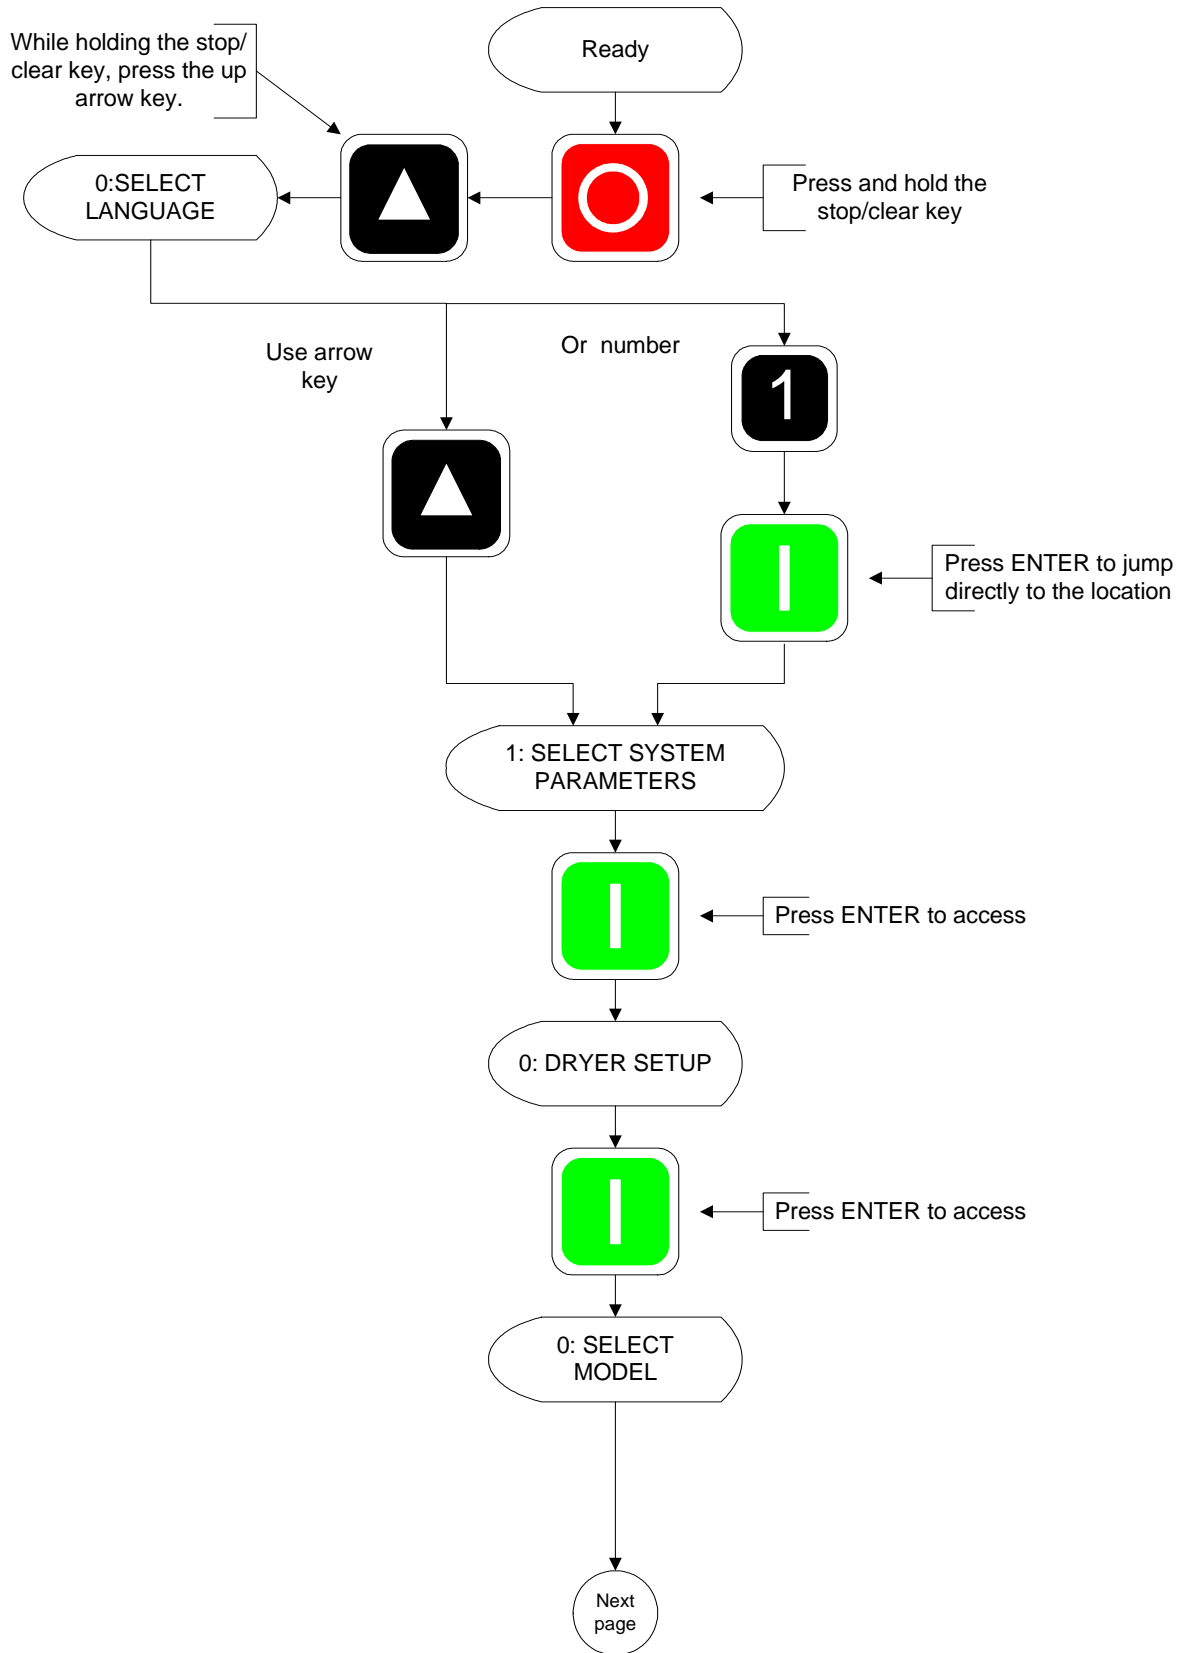 Ready
While holding the stop/
clear key, press the up
arrow key.
0:SELECT
LANGUAGE
Press and hold the
stop/clear key
Use arrow
key
Or number
1
Press ENTER to jump
directly to the location
1: SELECT SYSTEM
PARAMETERS
Press ENTER to access
0: DRYER SETUP
Press ENTER to access
0: SELECT
MODEL
Next
page